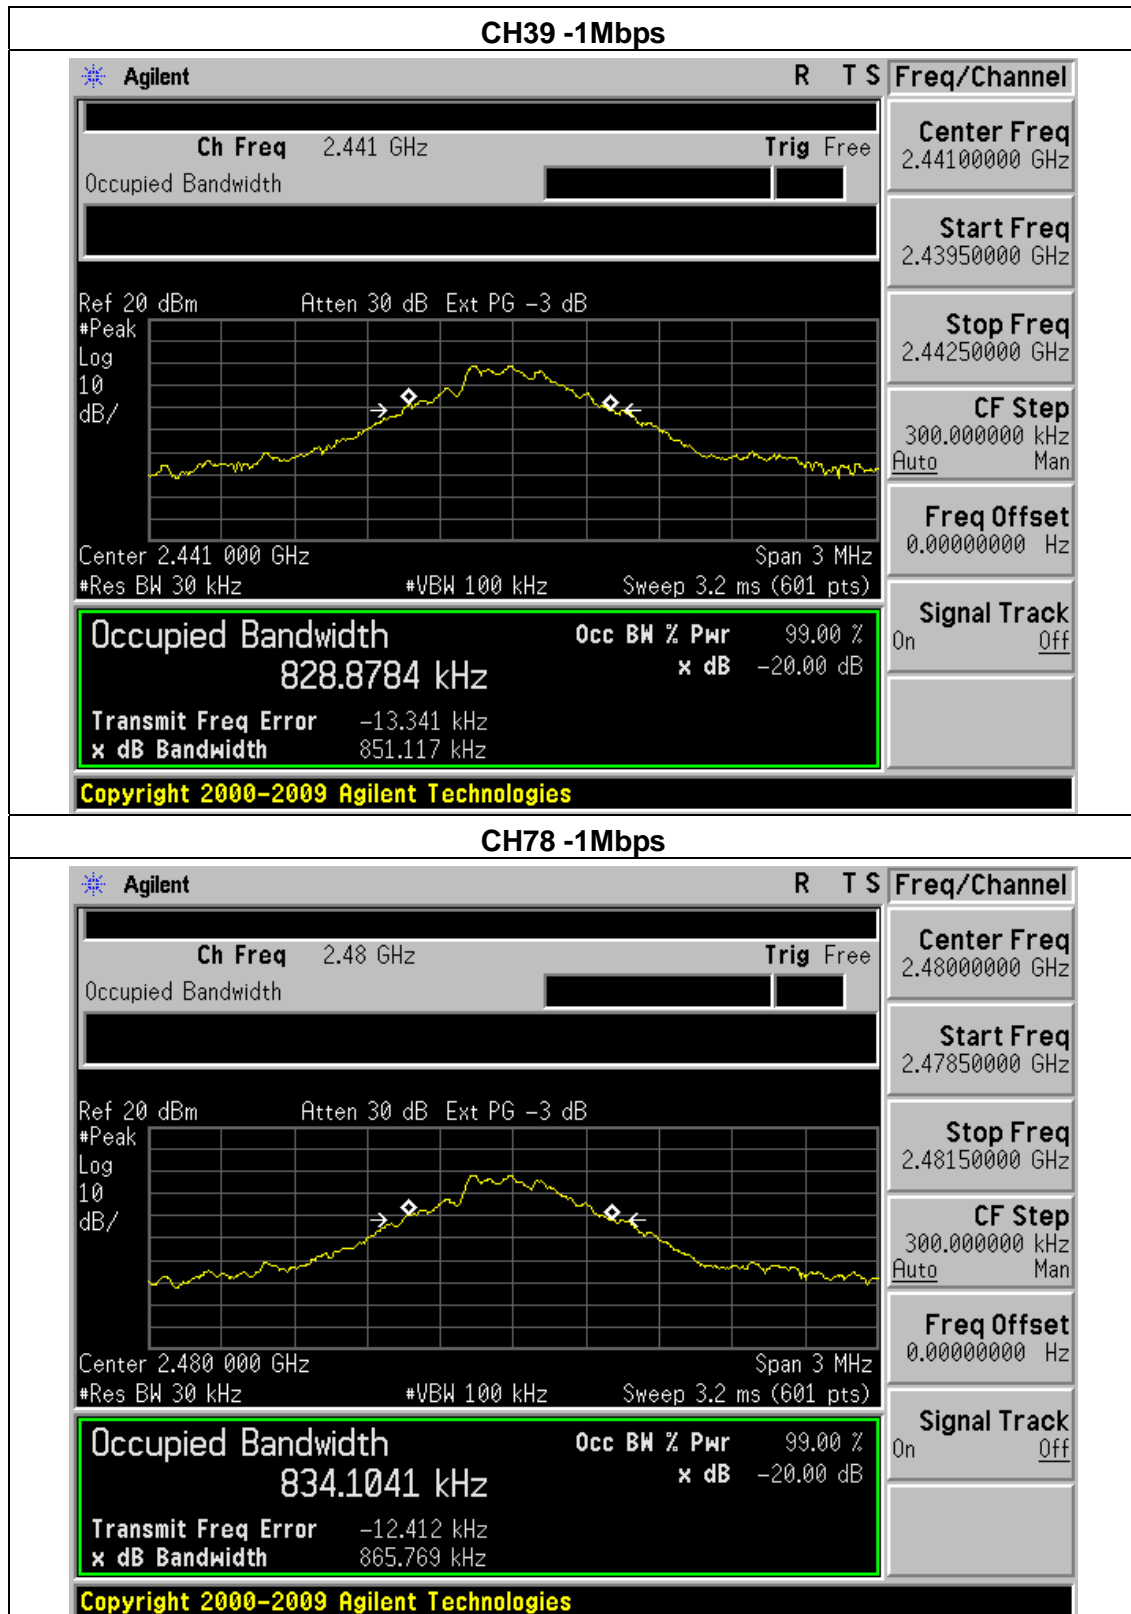 CH39 -1Mbps
Agilent R T S Freq/Channel
Ch Freq 2.441 GHz Trig Free
Occupied Bandwidth
Center Freq
2.44100000 GHz
Start Freq
2.43950000 GHz
Stop Freq
2.44250000 GHz
CF Step
300.000000 kHz
Auto Man
Freq Offset
0.00000000 Hz
Signal Track
On Off
Ref 20 dBm Atten 30 dB Ext PG -3 dB
#Peak
Log
10
dB/
Center 2.441 000 GHz Span 3 MHz
#Res BW 30 kHz #VBW 100 kHz Sweep 3.2 ms (601 pts)
Occupied Bandwidth Occ BW % Pwr 99.00 %
828.8784 kHz x dB -20.00 dB
Transmit Freq Error -13.341 kHz
x dB Bandwidth 851.117 kHz
Copyright 2000-2009 Agilent Technologies
CH78 -1Mbps
Agilent R T S Freq/Channel
Ch Freq 2.48 GHz Trig Free
Occupied Bandwidth
Center Freq
2.48000000 GHz
Start Freq
2.47850000 GHz
Stop Freq
2.48150000 GHz
CF Step
300.000000 kHz
Auto Man
Freq Offset
0.00000000 Hz
Signal Track
On Off
Ref 20 dBm Atten 30 dB Ext PG -3 dB
#Peak
Log
10
dB/
Center 2.480 000 GHz Span 3 MHz
#Res BW 30 kHz #VBW 100 kHz Sweep 3.2 ms (601 pts)
Occupied Bandwidth Occ BW % Pwr 99.00 %
834.1041 kHz x dB -20.00 dB
Transmit Freq Error -12.412 kHz
x dB Bandwidth 865.769 kHz
Copyright 2000-2009 Agilent Technologies